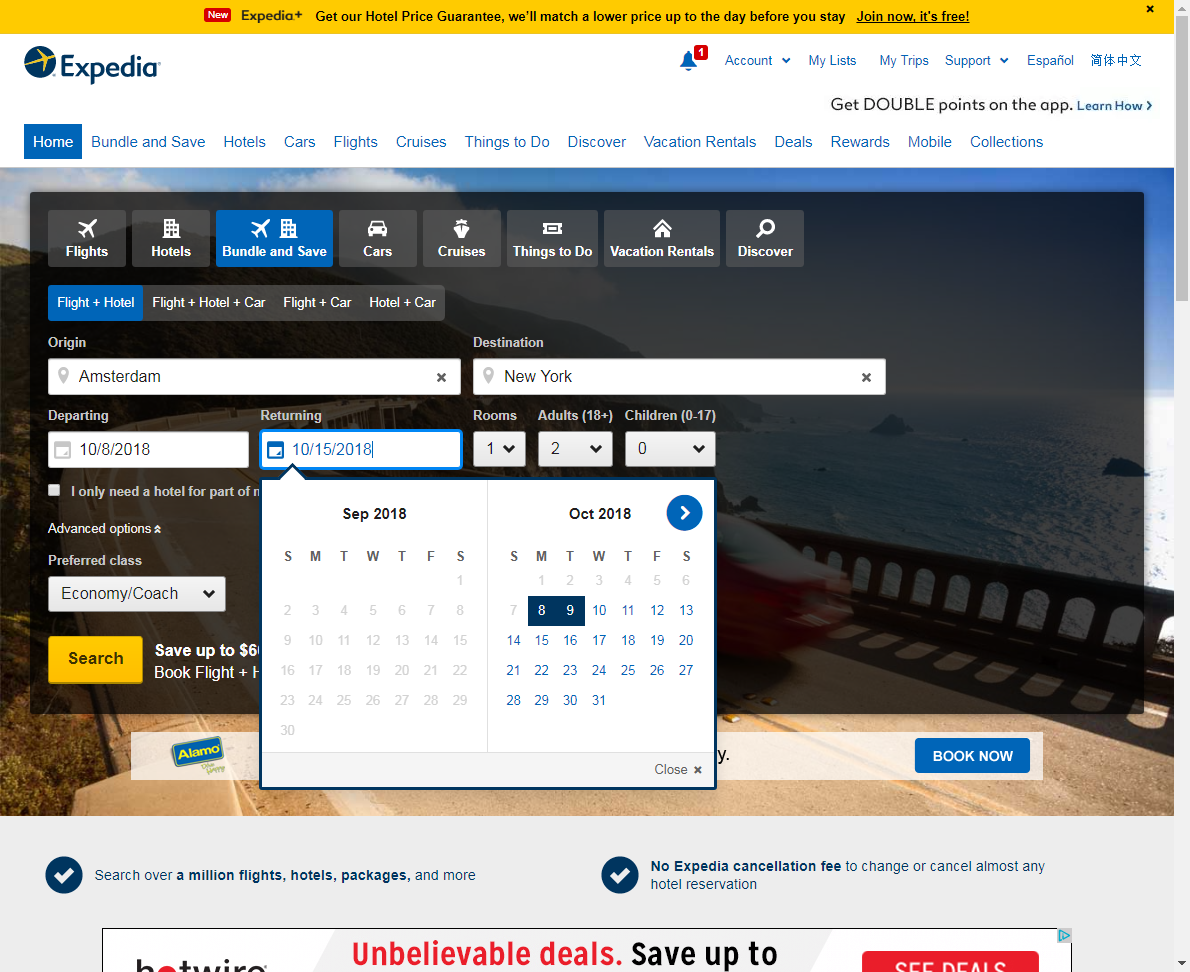 New Expedia+ Get our Hotel Price Guarantee, we'll match a lower price up to the day before you stay Join now, it's free!
Expedia
1 Account My Lists My Trips Support Español 简体中文
Get DOUBLE points on the app. Learn How
Home Bundle and Save Hotels Cars Flights Cruises Things to Do Discover Vacation Rentals Deals Rewards Mobile Collections
Flights Hotels Bundle and Save Cars Cruises Things to Do Vacation Rentals Discover
Flight + Hotel Flight + Hotel + Car Flight + Car Hotel + Car
Origin Destination
Amsterdam New York
Departing Returning Rooms Adults (18+) Children (0-17)
10/8/2018 10/15/2018 1 2 0
I only need a hotel for part of
Advanced options
Preferred class
Economy/Coach
Search
Save up to
Book Flight +
Sep 2018
S M T W T F S
1
2 3 4 5 6 7 8
9 10 11 12 13 14 15
16 17 18 19 20 21 22
23 24 25 26 27 28 29
30
Oct 2018
S M T W T F S
1 2 3 4 5 6
7 8 9 10 11 12 13
14 15 16 17 18 19 20
21 22 23 24 25 26 27
28 29 30 31
Close
Alamo
y. BOOK NOW
Search over a million flights, hotels, packages, and more
No Expedia cancellation fee to change or cancel almost any
hotel reservation
Unbelievable deals. Save up to
hotwire
SEE DEALS